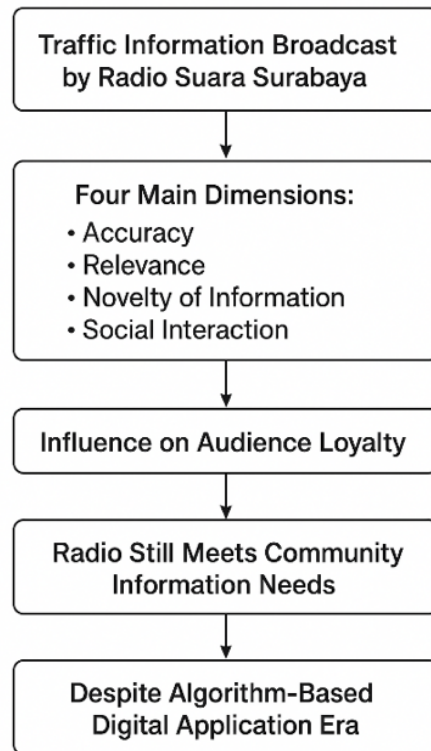 Traffic Information Broadcast
by Radio Suara Surabaya
Four Main Dimensions:
• Accuracy
• Relevance
• Novelty of Information
• Social Interaction
Influence on Audience Loyalty
Radio Still Meets Community
Information Needs
Despite Algorithm-Based
Digital Application Era